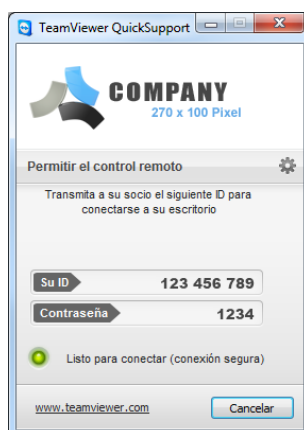 TeamViewer QuickSupport
COMPANY
270 x 100 Pixel
Permitir el control remoto
Transmita a su socio el siguiente ID para
conectarse a su escritorio
Su ID 123 456 789
Contraseña 1234
Listo para conectar (conexión segura)
www.teamviewer.com Cancelar